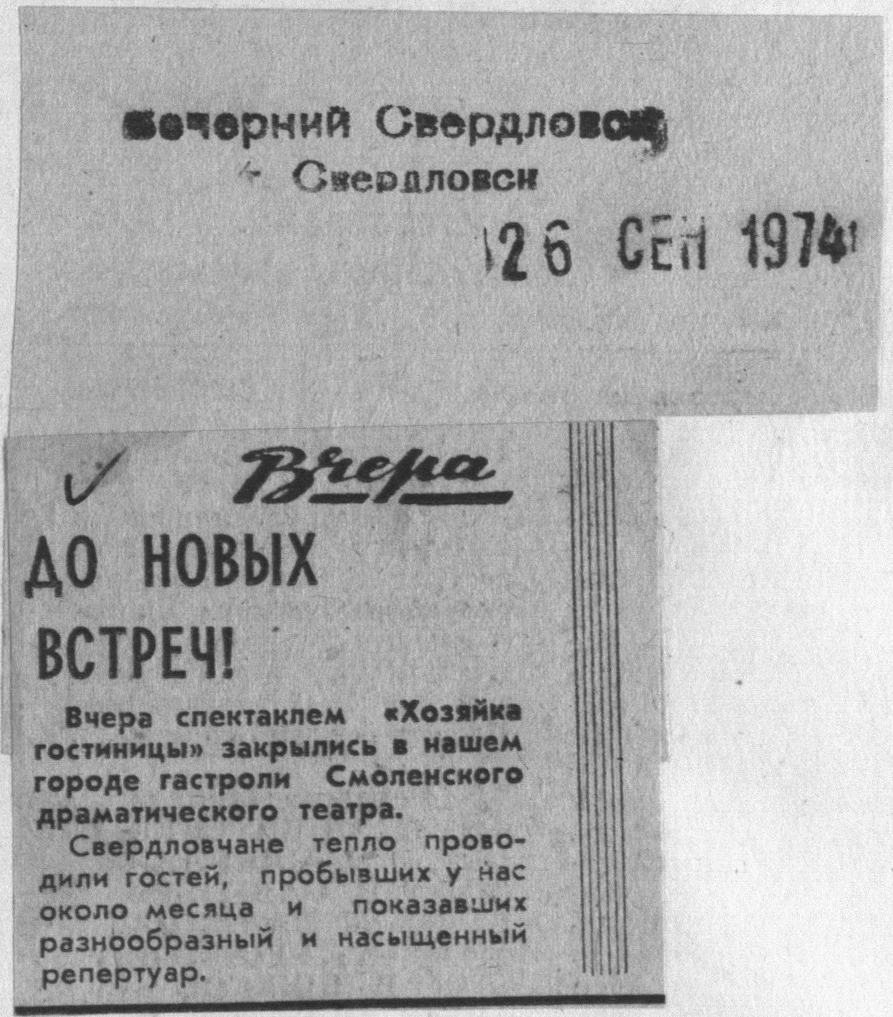 Вечерний Свердловск
Свердловск
26 СЕН 1974
Вчера
ДО НОВЫХ
ВСТРЕЧ!
Вчера спектаклем «Хозяйка
гостиницы» закрылись в нашем
городе гастроли Смоленского
драматического театра.
Свердловчане тепло прово-
дили гостей, пробывших у нас
около месяца и показавших
разнообразный и насыщенный
репертуар.